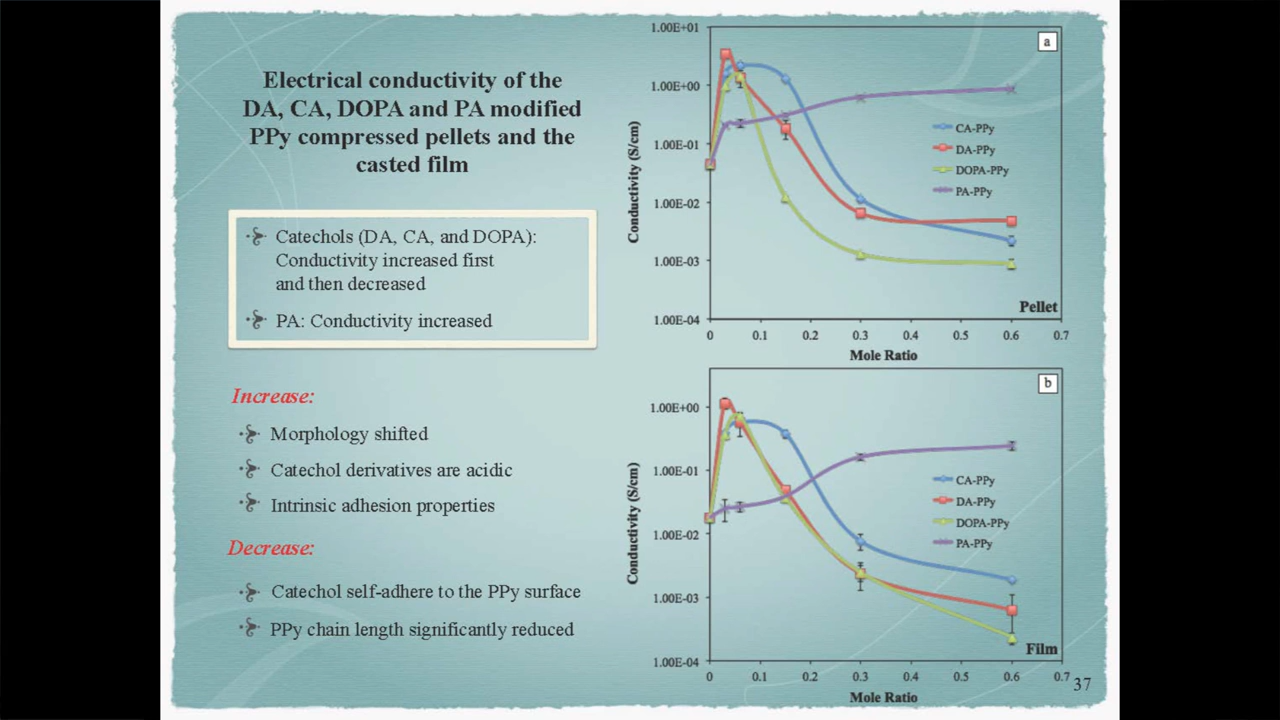 Electrical conductivity of the
DA, CA, DOPA and PA modified
PPy compressed pellets and the
casted film
Catechols (DA, CA, and DOPA):
Conductivity increased first
and then decreased
PA: Conductivity increased
Increase:
Morphology shifted
Catechol derivatives are acidic
Intrinsic adhesion properties
Decrease:
Catechol self-adhere to the PPy surface
PPy chain length significantly reduced
a
1.00E+01
1.00E+00
1.00E-01
1.00E-02
1.00E-03
1.00E-04
Conductivity (S/cm)
CA-PPy
DA-PPy
DOPA-PPy
PA-PPy
Pellet
0 0.1 0.2 0.3 0.4 0.5 0.6 0.7
Mole Ratio
b
1.00E+00
1.00E-01
1.00E-02
1.00E-03
1.00E-04
Conductivity (S/cm)
CA-PPy
DA-PPy
DOPA-PPy
PA-PPy
Film
0 0.1 0.2 0.3 0.4 0.5 0.6 0.7
Mole Ratio
37